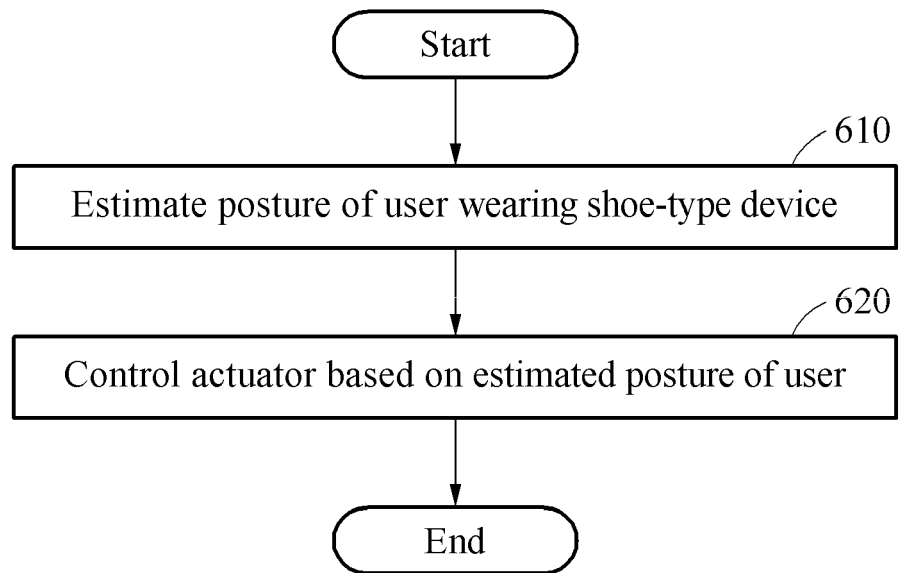 Start
610
Estimate posture of user wearing shoe-type device
620
Control actuator based on estimated posture of user
End